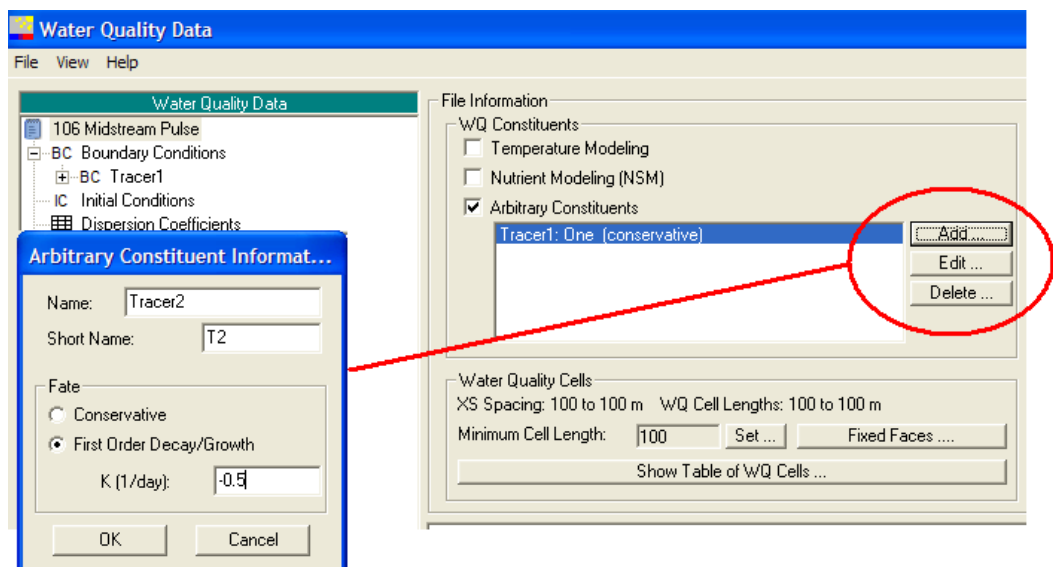 Water Quality Data
File View Help
Water Quality Data
106 Midstream Pulse
BC Boundary Conditions
BC Tracer1
IC Initial Conditions
Dispersion Coefficients
File Information
WQ Constituents
Temperature Modeling
Nutrient Modeling (NSM)
Arbitrary Constituents
Tracer1: One (conservative)
Add ...
Edit ...
Delete ...
Water Quality Cells
XS Spacing: 100 to 100 m WQ Cell Lengths: 100 to 100 m
Minimum Cell Length: 100 Set ... Fixed Faces ....
Show Table of WQ Cells ...
Arbitrary Constituent Informat...
Name: Tracer2
Short Name: T2
Fate
Conservative
First Order Decay/Growth
K (1/day): -0.5
OK Cancel